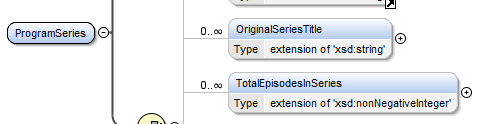 ProgramSeries
0..∞
OriginalSeriesTitle
Type extension of 'xsd:string'
0..∞
TotalEpisodesInSeries
Type extension of 'xsd:nonNegativeInteger'